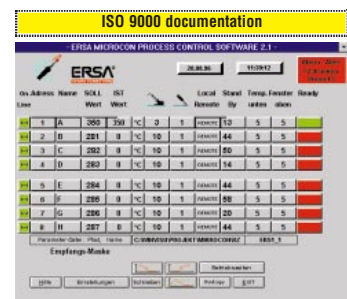 ISO 9000 documentation
ERSA MICROCON PROCESS CONTROL SOFTWARE 2.1
ERSA
20.06.96 11:39:12
On Adress Name SOLL IST Local Stand Temp. Fenster Ready
Line Wert Wert Remote By unten oben
1 A 350 350 °C 3 1 REMOTE 13 5 5
2 B 281 0 °C 10 1 REMOTE 44 5 5
3 C 282 0 °C 10 1 REMOTE 50 5 5
4 D 283 0 °C 10 1 REMOTE 14 5 5
5 E 284 0 °C 10 1 REMOTE 44 5 5
6 F 285 0 °C 10 1 REMOTE 58 5 5
7 G 286 0 °C 10 1 REMOTE 20 5 5
8 H 287 0 °C 10 1 REMOTE 44 5 5
Parameter-Datei Pfad, Name
Empfangs-Maske
Betriebsarten
Hilfe Einstellungen Schließen EXIT